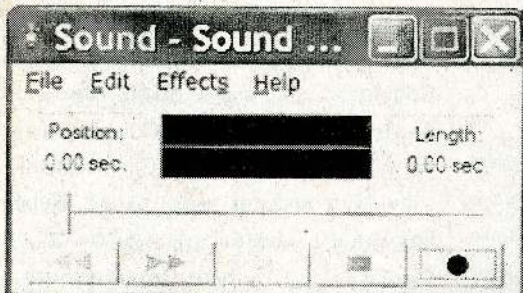 Sound - Sound ...
File Edit Effects Help
Position: Length:
0.00 sec. 0.00 sec